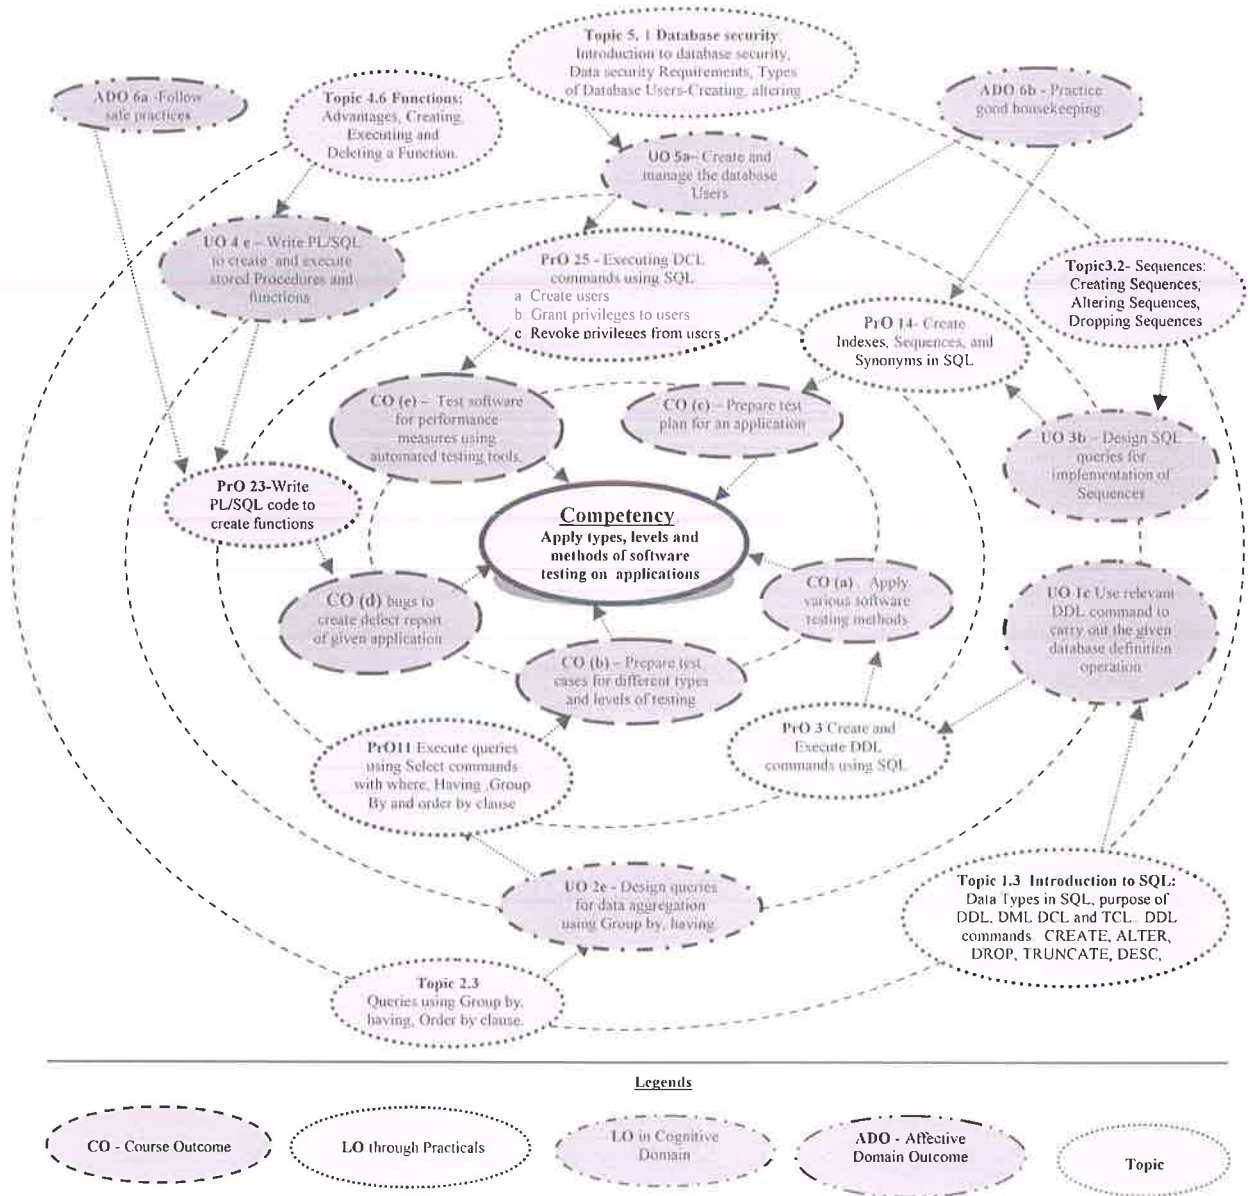 Topic 5. 1 Database security.
Introduction to database security,
Data security Requirements, Types
of Database Users-Creating, altering
ADO 6a -Follow
safe practices
Topic 4.6 Functions:
Advantages, Creating,
Executing and
Deleting a Function.
ADO 6b - Practice
good housekeeping
UO 5a– Create and
manage the database
Users
UO 4 e – Write PL/SQL
to create and execute
stored Procedures and
functions
PrO 25 - Executing DCL
commands using SQL
a Create users
b. Grant privileges to users
c. Revoke privileges from users
Topic3.2- Sequences:
Creating Sequences,
Altering Sequences,
Dropping Sequences
PrO 14- Create
Indexes, Sequences, and
Synonyms in SQL
CO (e) – Test software
for performance
measures using
automated testing tools.
CO (c) – Prepare test
plan for an application
UO 3b - Design SQL
queries for
implementation of
Sequences
PrO 23-Write
PL/SQL code to
create functions
Competency
Apply types, levels and
methods of software
testing on applications
CO (d) bugs to
create defect report
of given application
CO (a) . Apply
various software
testing methods
UO 1c Use relevant
DDL command to
carry out the given
database definition
operation
CO (b) – Prepare test
cases for different types
and levels of testing
PrO11 Execute queries
using Select commands
with where, Having ,Group
By and order by clause
PrO 3 Create and
Execute DDL
commands using SQL
UO 2e - Design queries
for data aggregation
using Group by, having
Topic 1.3 Introduction to SQL:
Data Types in SQL, purpose of
DDL, DML DCL and TCL. DDL
commands. CREATE, ALTER,
DROP, TRUNCATE, DESC,
Topic 2.3
Queries using Group by,
having, Order by clause.
Legends
CO - Course Outcome
LO through Practicals
LO in Cognitive
Domain
ADO - Affective
Domain Outcome
Topic